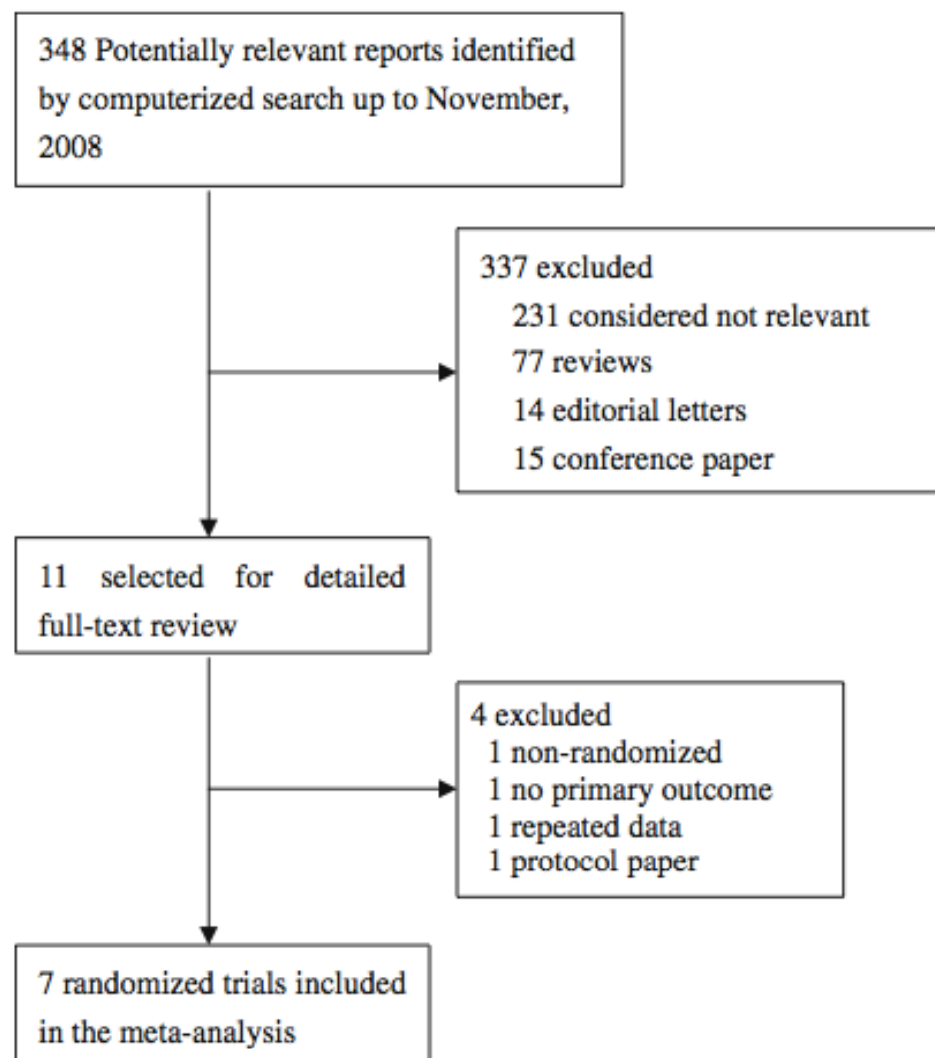 348 Potentially relevant reports identified
by computerized search up to November,
2008
337 excluded
231 considered not relevant
77 reviews
14 editorial letters
15 conference paper
11 selected for detailed
full-text review
4 excluded
1 non-randomized
1 no primary outcome
1 repeated data
1 protocol paper
7 randomized trials included
in the meta-analysis